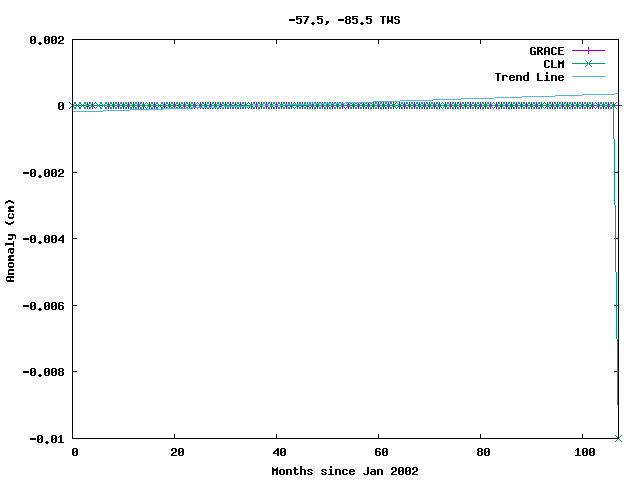 -57.5, -85.5 TWS
GRACE
CLM
Trend Line
0.002
0
-0.002
-0.004
-0.006
-0.008
-0.01
Anomaly (cm)
0 20 40 60 80 100
Months since Jan 2002